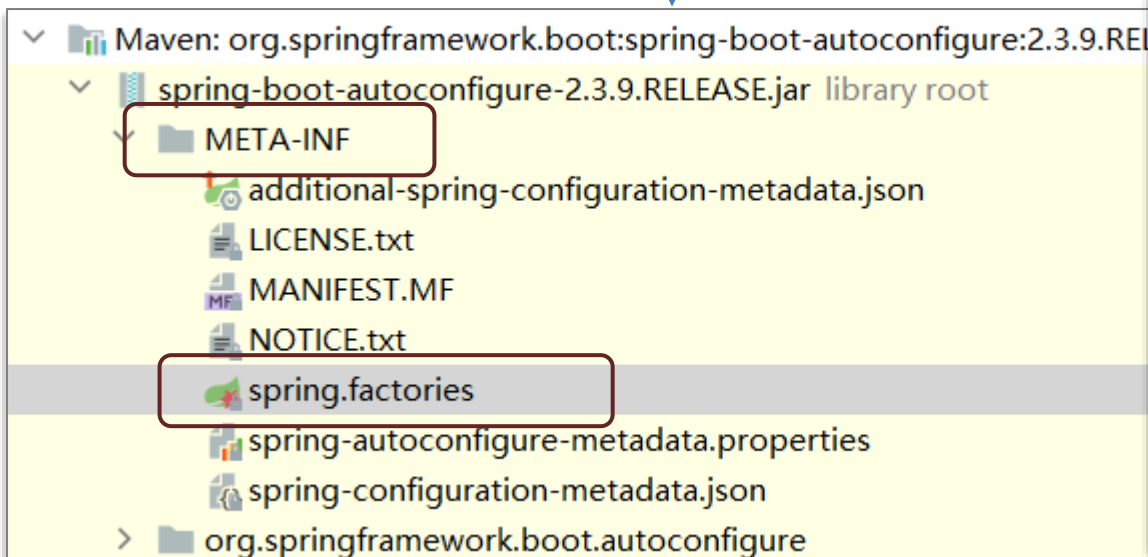 Maven: org.springframework.boot:spring-boot-autoconfigure:2.3.9.REL
spring-boot-autoconfigure-2.3.9.RELEASE.jar library root
META-INF
additional-spring-configuration-metadata.json
LICENSE.txt
MF MANIFEST.MF
NOTICE.txt
spring.factories
spring-autoconfigure-metadata.properties
spring-configuration-metadata.json
org.springframework.boot.autoconfigure